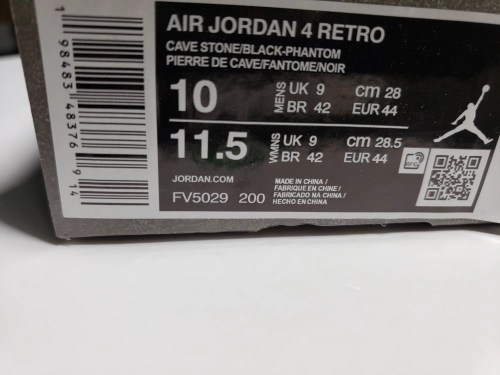 AIR JORDAN 4 RETRO
CAVE STONE/BLACK-PHANTOM
PIERRE DE CAVE/FANTOME/NOIR
10 MENS UK 9 cm 28
BR 42 EUR 44
11.5 WMNS UK 9 cm 28.5
BR 42 EUR 44
JORDAN.COM
FV5029 200
MADE IN CHINA /
FABRIQUE EN CHINE /
FABRICADO NA CHINA /
HECHO EN CHINA
1 98483 48376 9 14